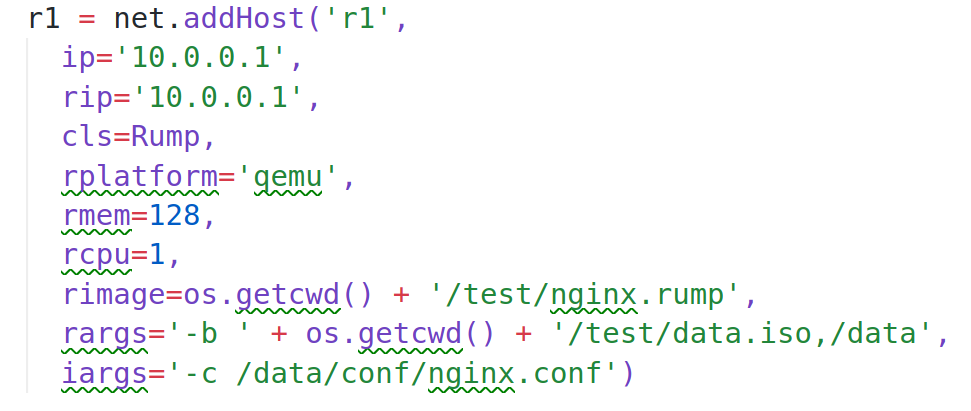 r1 = net.addHost('r1',
ip='10.0.0.1',
rip='10.0.0.1',
cls=Rump,
rplatform='qemu',
rmem=128,
rcpu=1,
rimage=os.getcwd() + '/test/nginx.rump',
rargs='-b ' + os.getcwd() + '/test/data.iso,/data',
iargs='-c /data/conf/nginx.conf')